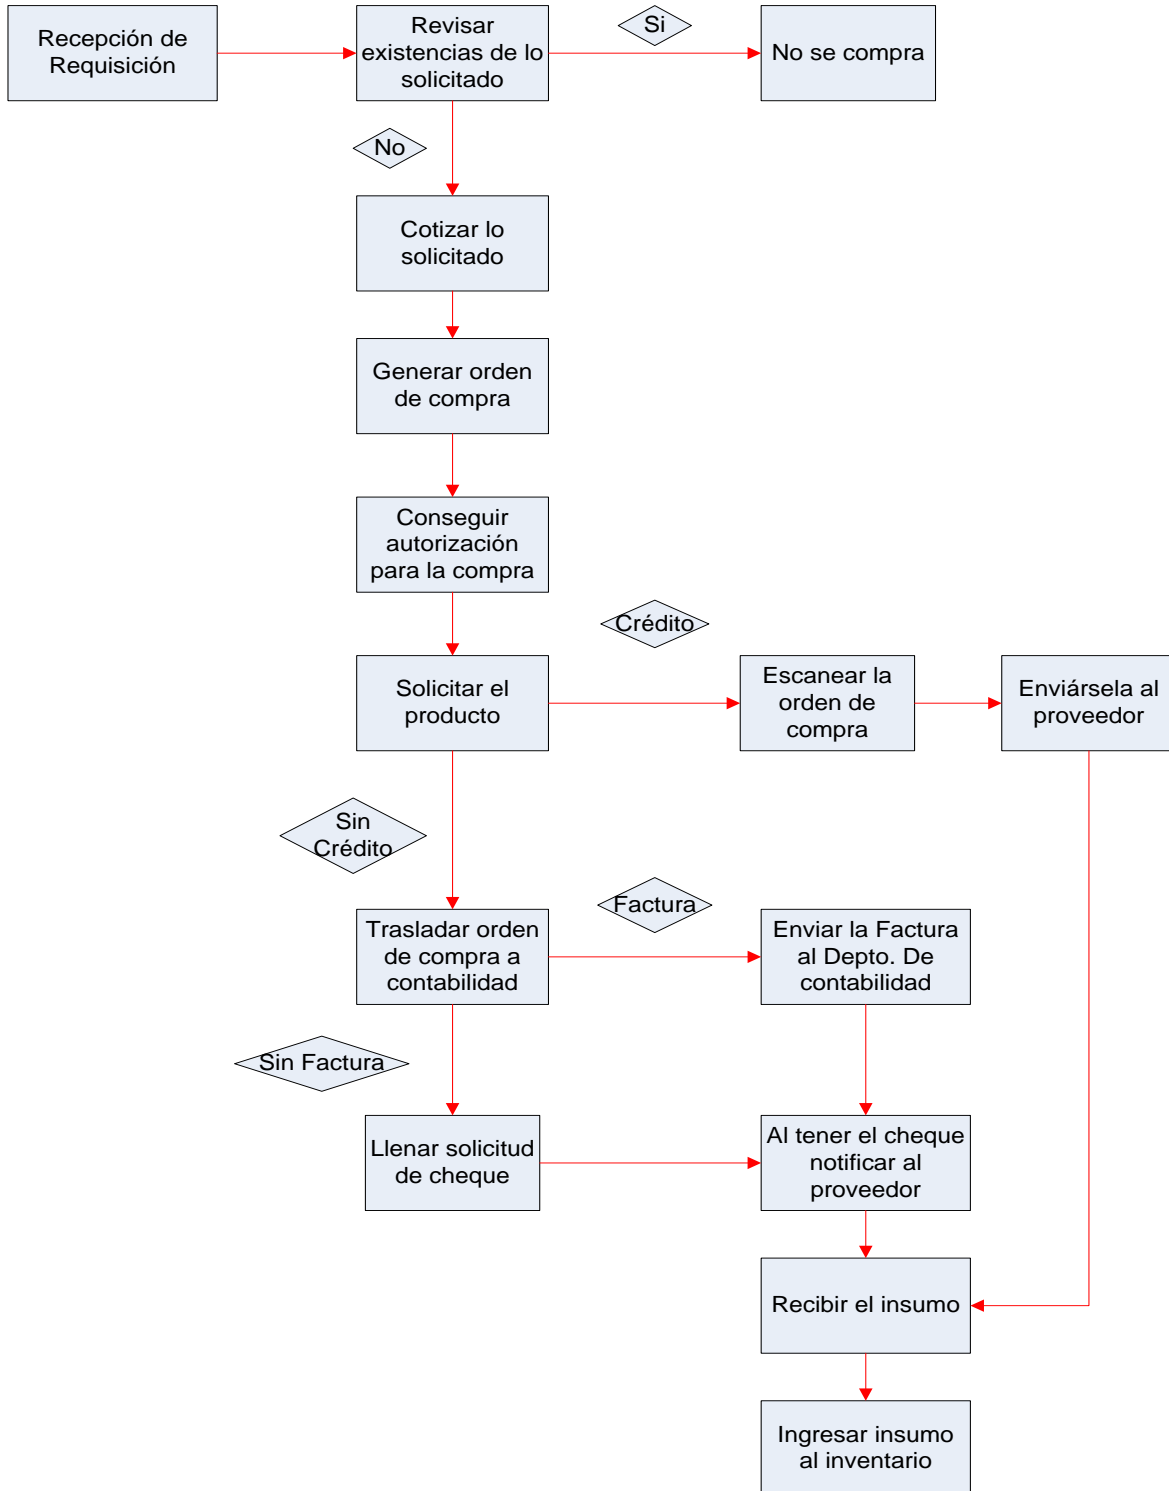 Recepción de
Requisición
Revisar
existencias de lo
solicitado
Si
No se compra
No
Cotizar lo
solicitado
Generar orden
de compra
Conseguir
autorización
para la compra
Crédito
Solicitar el
producto
Escanear la
orden de
compra
Enviársela al
proveedor
Sin
Crédito
Factura
Trasladar orden
de compra a
contabilidad
Enviar la Factura
al Depto. De
contabilidad
Sin Factura
Llenar solicitud
de cheque
Al tener el cheque
notificar al
proveedor
Recibir el insumo
Ingresar insumo
al inventario